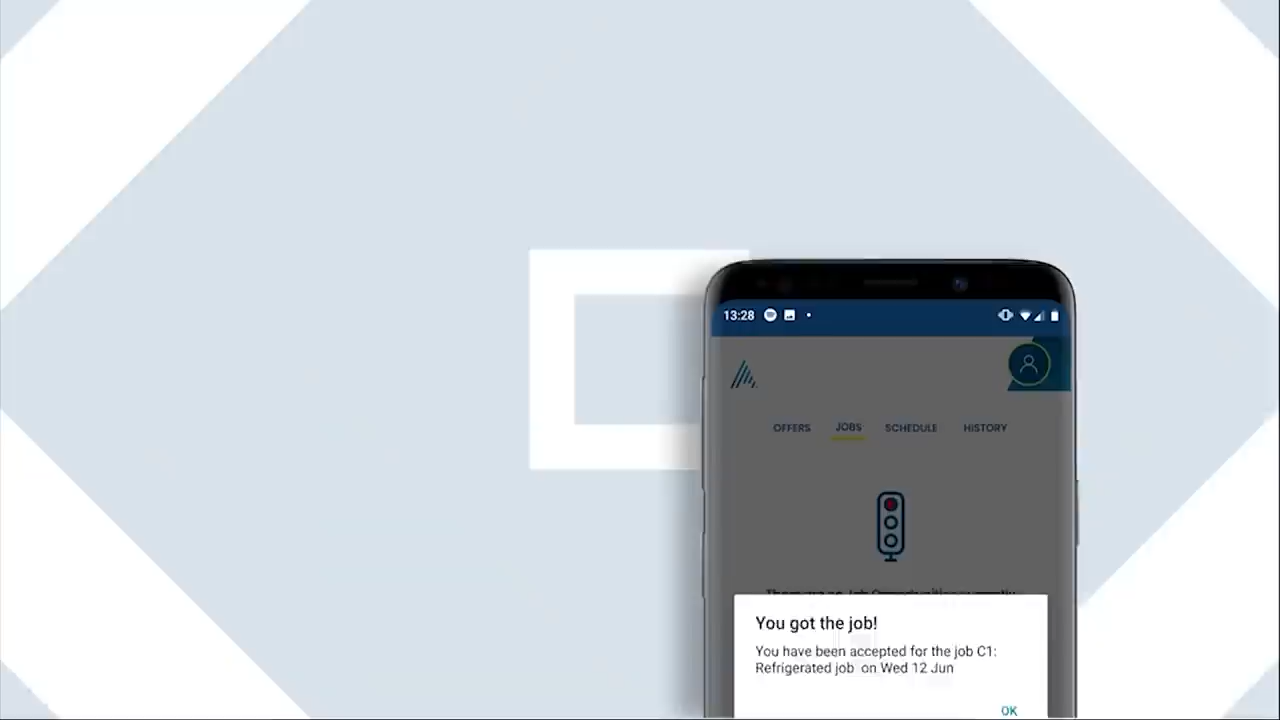 13:28
OFFERS JOBS SCHEDULE HISTORY
You got the job!
You have been accepted for the job C1:
Refrigerated job on Wed 12 Jun
OK